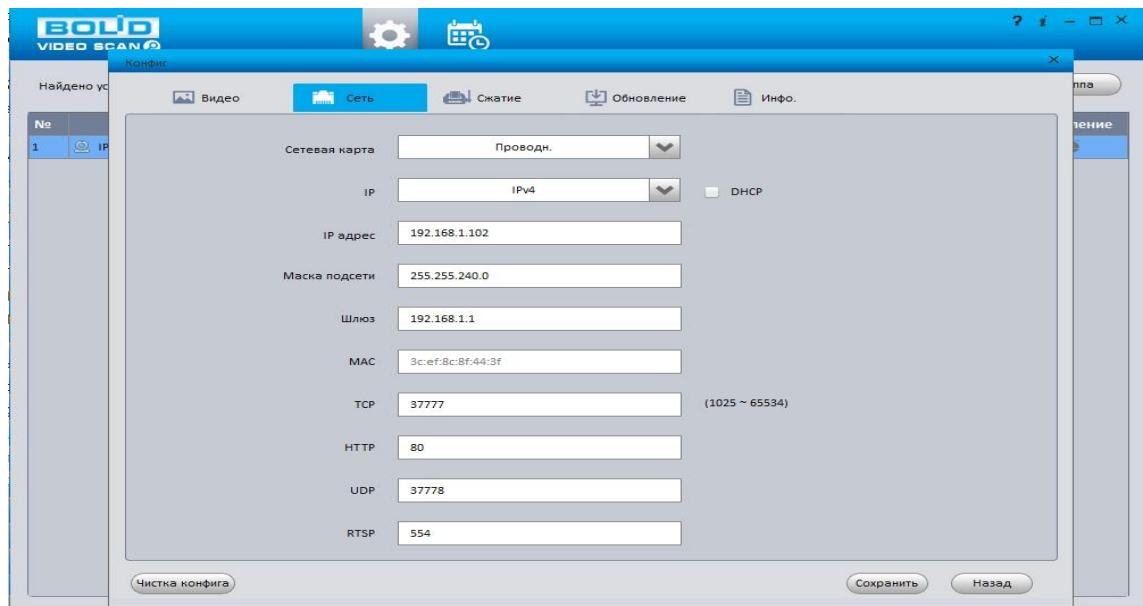 BOLID
VIDEO SCAN
? i
Конфиг
Найдено ус
ппа
Видео Сеть Сжатие Обновление Инфо.
№ ление
1 IP
Сетевая карта Проводн.
IP IPv4 DHCP
IP адрес 192.168.1.102
Маска подсети 255.255.240.0
Шлюз 192.168.1.1
MAC 3c:ef:8c:8f:44:3f
TCP 37777 (1025 ~ 65534)
HTTP 80
UDP 37778
RTSP 554
Чистка конфига Сохранить Назад